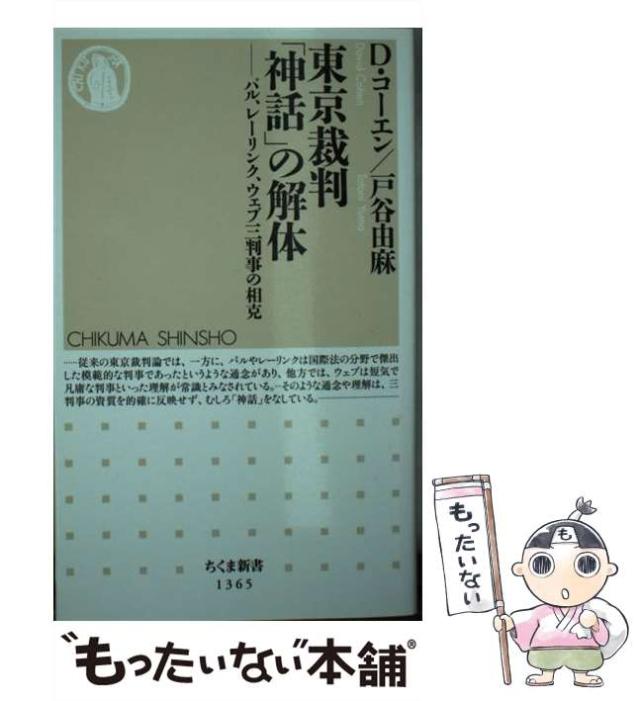 D・コーエン/戸谷由麻
David Cohen
Totani Yuma
東京裁判
「神話」の解体
──パル、レーリンク、ウェブ三判事の相克
CHIKUMA SHINSHO
……従来の東京裁判論では、一方に、パルやレーリンクは国際法の分野で傑出
した模範的な判事であったというような通念があり、他方では、ウェブは短気で
凡庸な判事といった理解が常識とみなされている。…そのような通念や理解は、三
判事の資質を的確に反映せず、むしろ「神話」をなしている。……
ちくま新書
1365
“もったいない”本舗®
もったいない
も